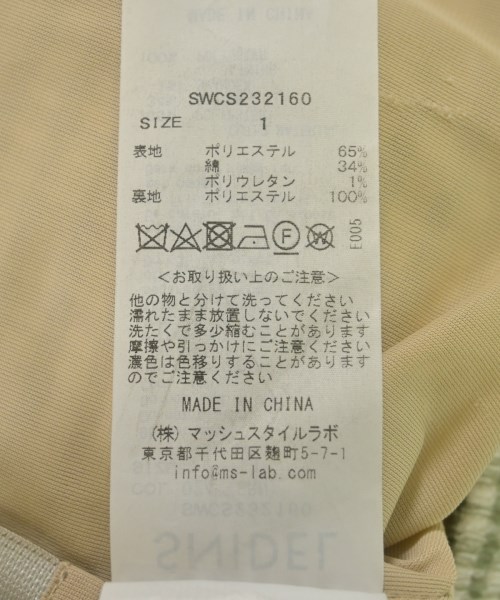 SWCS232160
SIZE 1
表地 ポリエステル 65%
綿 34%
ポリウレタン 1%
裏地 ポリエステル 100%
F W E005
<お取り扱い上のご注意>
他の物と分けて洗ってください
濡れたまま放置しないでください
洗たくで多少縮むことがあります
摩擦や引っかけにご注意ください
濃色は色移りすることがあります
のでご注意ください
MADE IN CHINA
(株) マッシュスタイルラボ
東京都千代田区麹町5-7-1
info@ms-lab.com
SWCS232160
SNIDEL